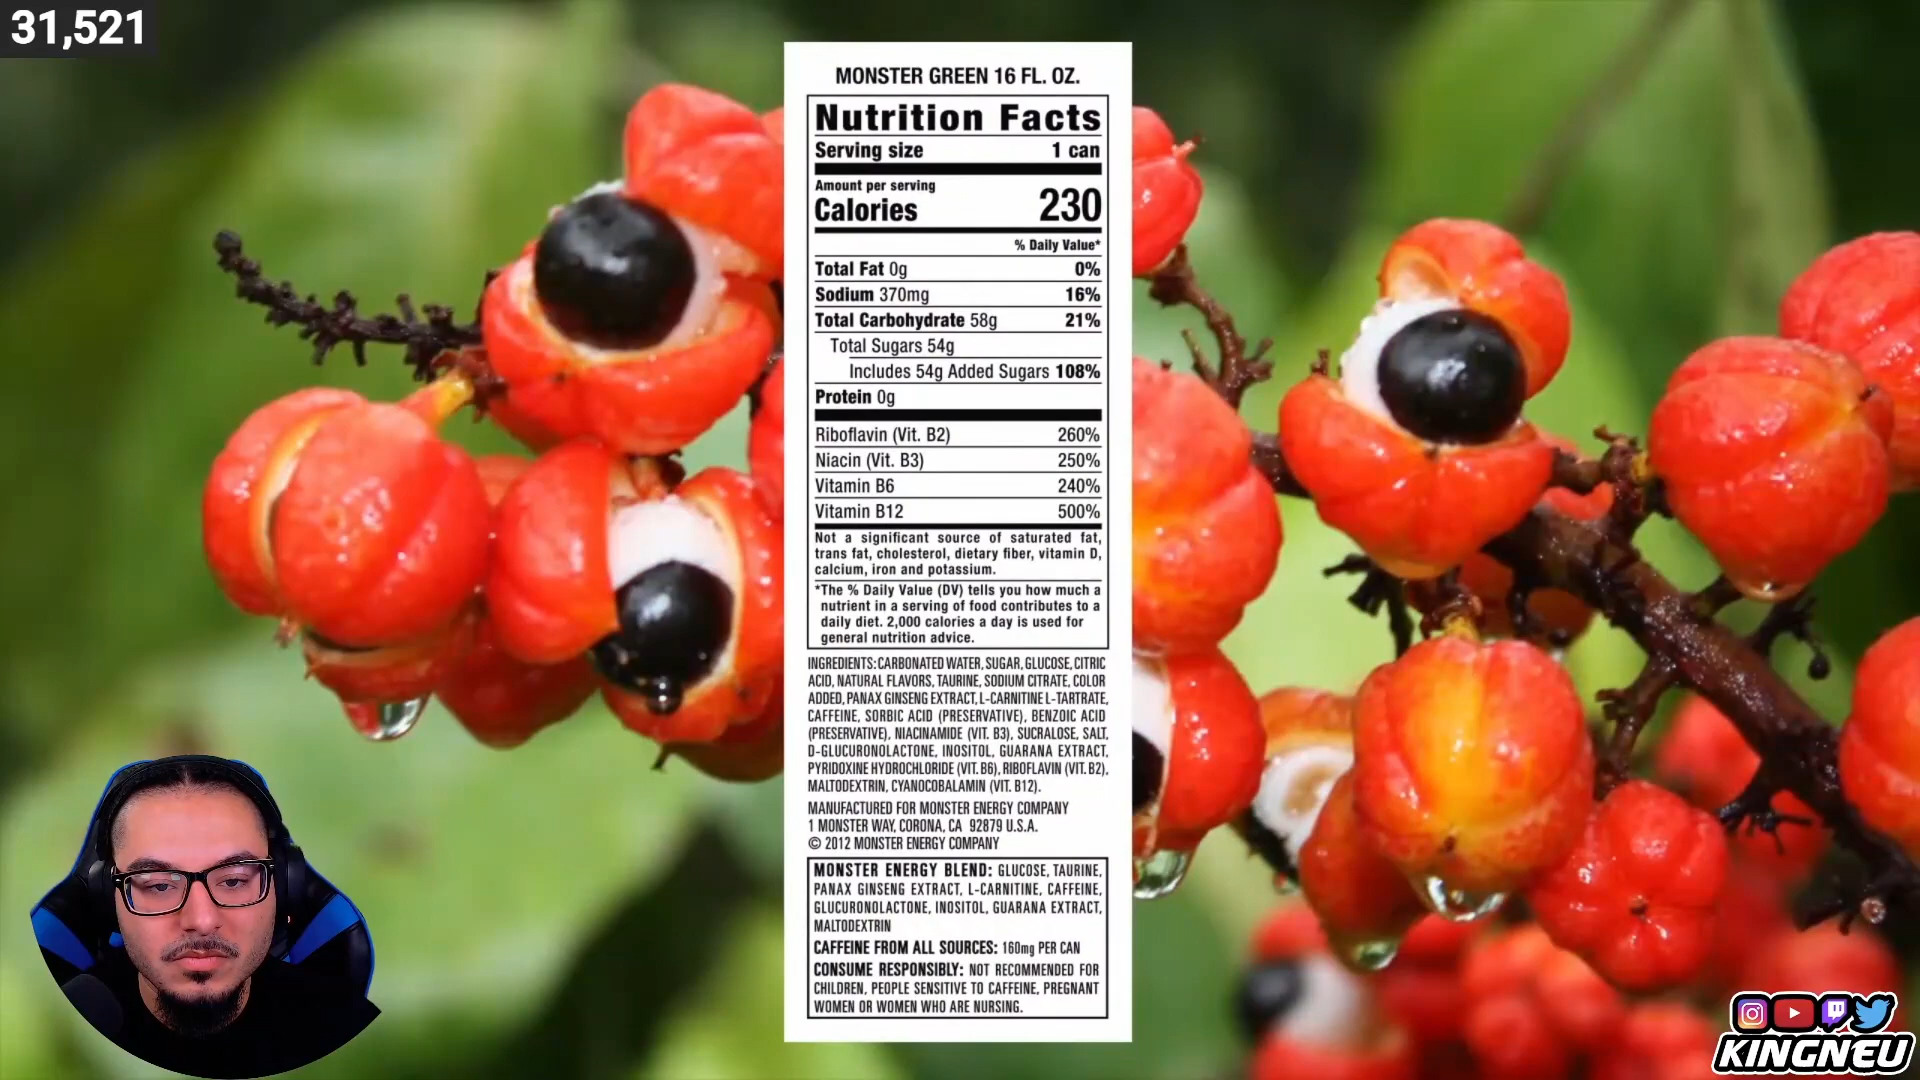 31,521
MONSTER GREEN 16 FL. OZ.
Nutrition Facts
Serving size 1 can
Amount per serving
Calories 230
% Daily Value*
Total Fat 0g 0%
Sodium 370mg 16%
Total Carbohydrate 58g 21%
Total Sugars 54g
Includes 54g Added Sugars 108%
Protein 0g
Riboflavin (Vit. B2) 260%
Niacin (Vit. B3) 250%
Vitamin B6 240%
Vitamin B12 500%
Not a significant source of saturated fat,
trans fat, cholesterol, dietary fiber, vitamin D,
calcium, iron and potassium.
*The % Daily Value (DV) tells you how much a
nutrient in a serving of food contributes to a
daily diet. 2,000 calories a day is used for
general nutrition advice.
INGREDIENTS: CARBONATED WATER, SUGAR, GLUCOSE, CITRIC
ACID, NATURAL FLAVORS, TAURINE, SODIUM CITRATE, COLOR
ADDED, PANAX GINSENG EXTRACT, L-CARNITINE L-TARTRATE,
CAFFEINE, SORBIC ACID (PRESERVATIVE), BENZOIC ACID
(PRESERVATIVE), NIACINAMIDE (VIT. B3), SUCRALOSE, SALT,
D-GLUCURONOLACTONE, INOSITOL, GUARANA EXTRACT,
PYRIDOXINE HYDROCHLORIDE (VIT. B6), RIBOFLAVIN (VIT. B2),
MALTODEXTRIN, CYANOCOBALAMIN (VIT. B12).
MANUFACTURED FOR MONSTER ENERGY COMPANY
1 MONSTER WAY, CORONA, CA 92879 U.S.A.
© 2012 MONSTER ENERGY COMPANY
MONSTER ENERGY BLEND: GLUCOSE, TAURINE,
PANAX GINSENG EXTRACT, L-CARNITINE, CAFFEINE,
GLUCURONOLACTONE, INOSITOL, GUARANA EXTRACT,
MALTODEXTRIN
CAFFEINE FROM ALL SOURCES: 160mg PER CAN
CONSUME RESPONSIBLY: NOT RECOMMENDED FOR
CHILDREN, PEOPLE SENSITIVE TO CAFFEINE, PREGNANT
WOMEN OR WOMEN WHO ARE NURSING.
KINGNEU